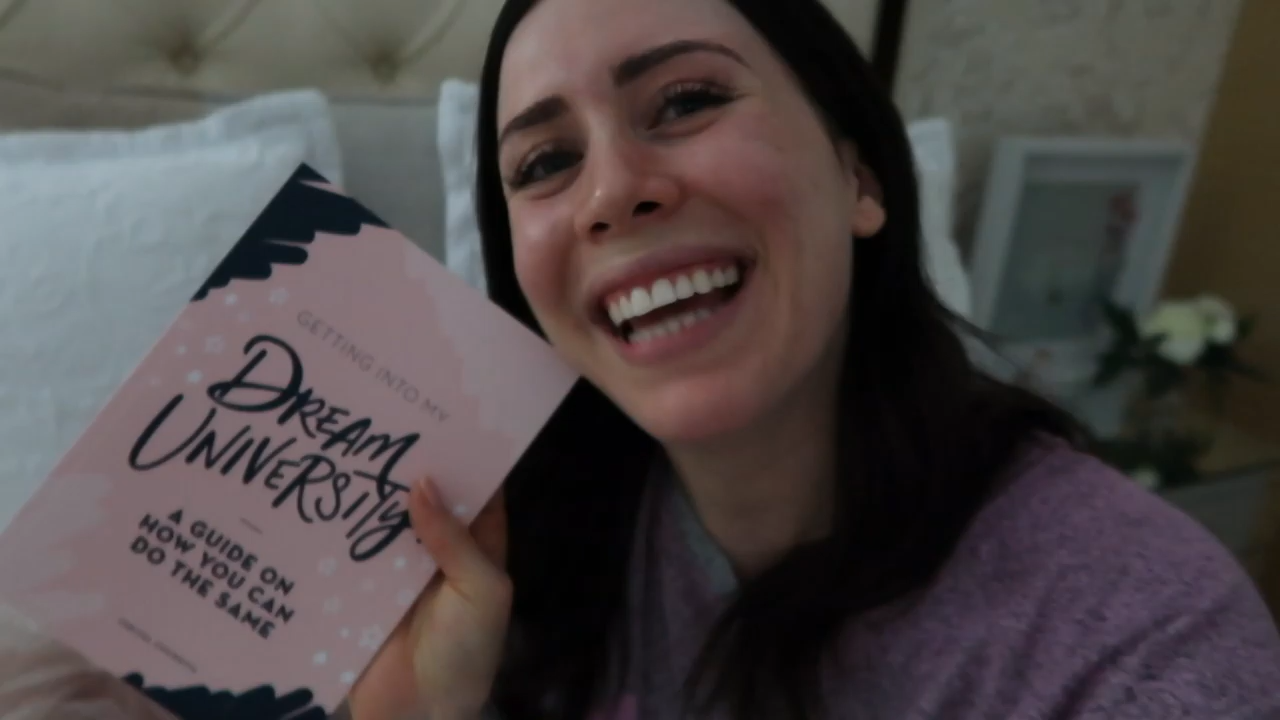 GETTING INTO MY
DREAM
UNIVERSITY
A GUIDE ON
HOW YOU CAN
DO THE SAME